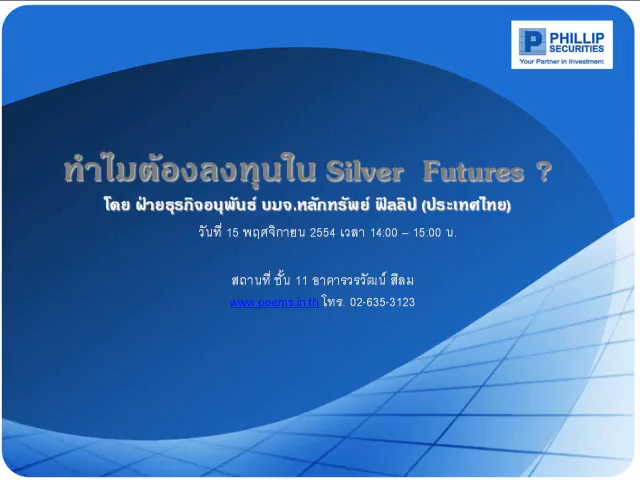 PHILLIP
SECURITIES
Your Partner in Investment
ทำไมต้องลงทุนใน Silver Futures ?
โดย ฝ่ายธุรกิจอนุพันธ์ บมจ.หลักทรัพย์ ฟิลลิป (ประเทศไทย)
วันที่ 15 พฤศจิกายน 2554 เวลา 14:00 – 15:00 น.
สถานที่ ชั้น 11 อาคารวรวัฒน์ สีลม
www.poems.in.th โทร. 02-635-3123